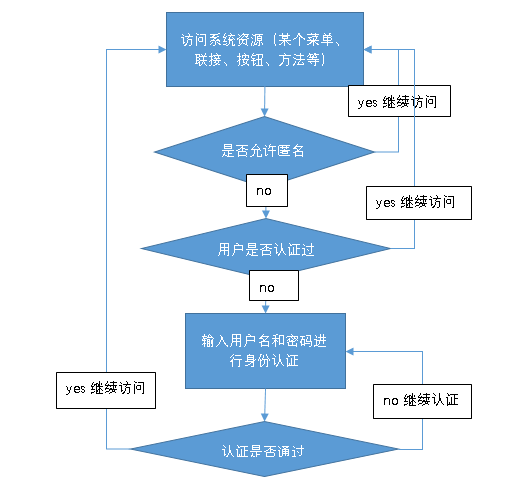 访问系统资源（某个菜单、
联接、按钮、方法等）
yes 继续访问
是否允许匿名
no
yes 继续访问
用户是否认证过
no
输入用户名和密码进
行身份认证
yes 继续访问
no 继续认证
认证是否通过